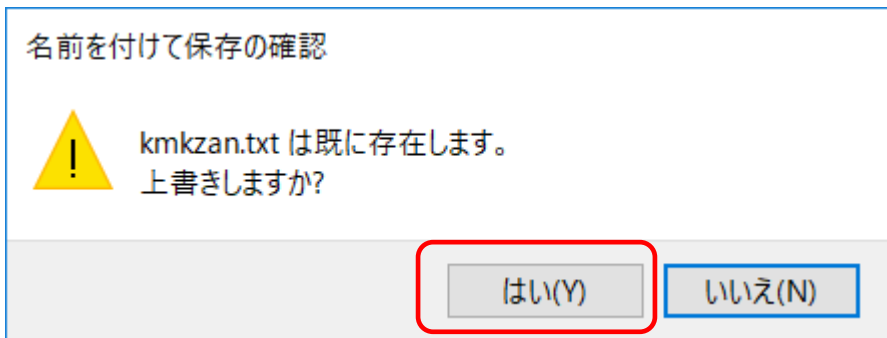 名前を付けて保存の確認
kmkzan.txt は既に存在します。
上書きしますか?
はい(Y)
いいえ(N)